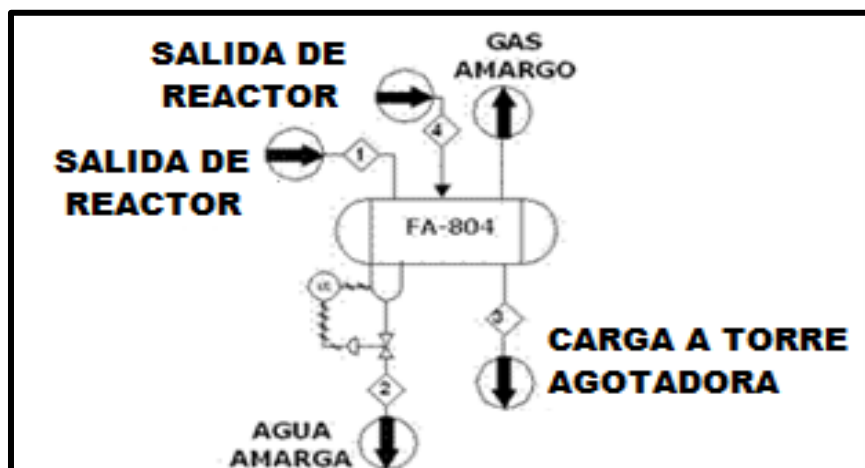 SALIDA DE
REACTOR
GAS
AMARGO
4
SALIDA DE
REACTOR
1
FA-804
3
CARGA A TORRE
AGOTADORA
2
AGUA
AMARGA